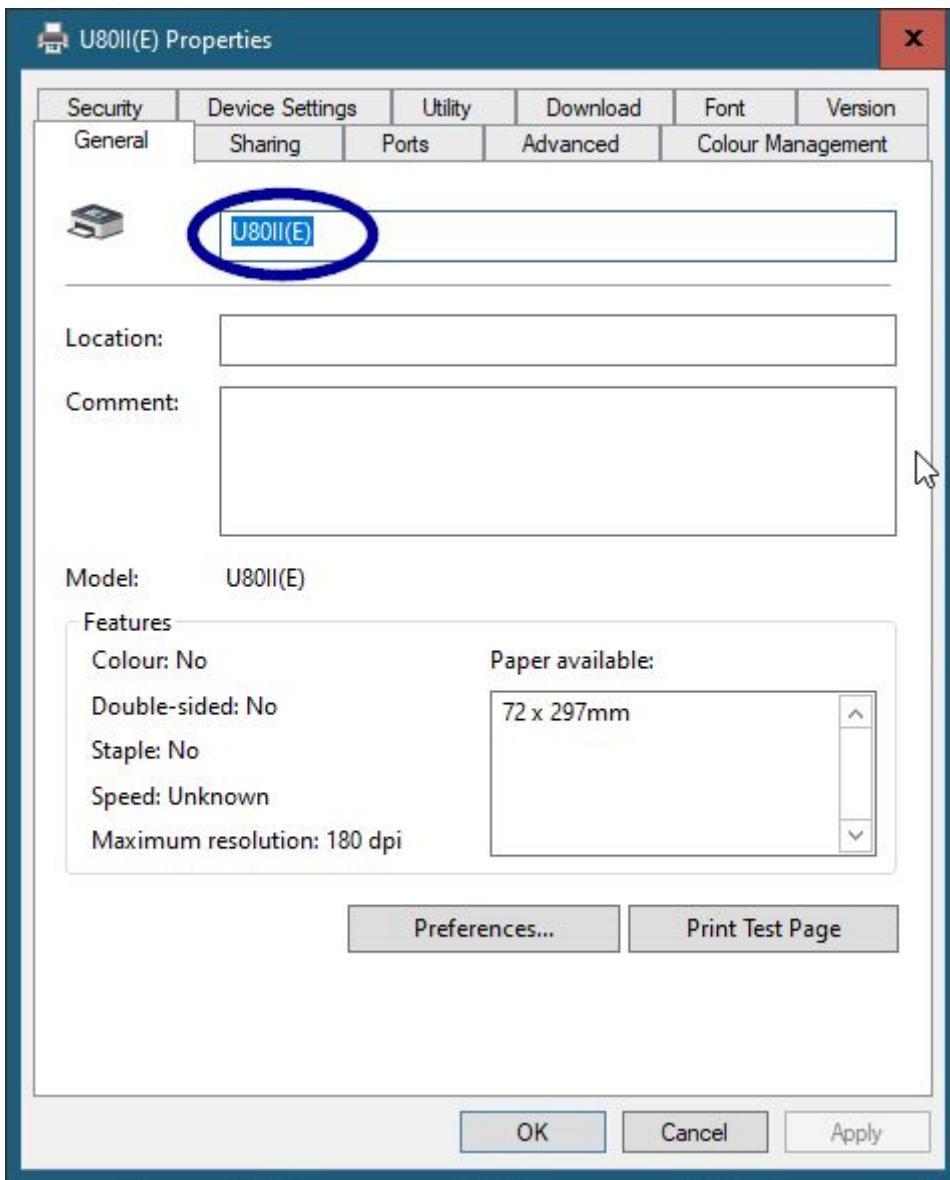 U80II(E) Properties
Security Device Settings Utility Download Font Version
General Sharing Ports Advanced Colour Management
U80II(E)
Location:
Comment:
Model: U80II(E)
Features
Colour: No
Paper available:
Double-sided: No
72 x 297mm
Staple: No
Speed: Unknown
Maximum resolution: 180 dpi
Preferences... Print Test Page
OK Cancel Apply